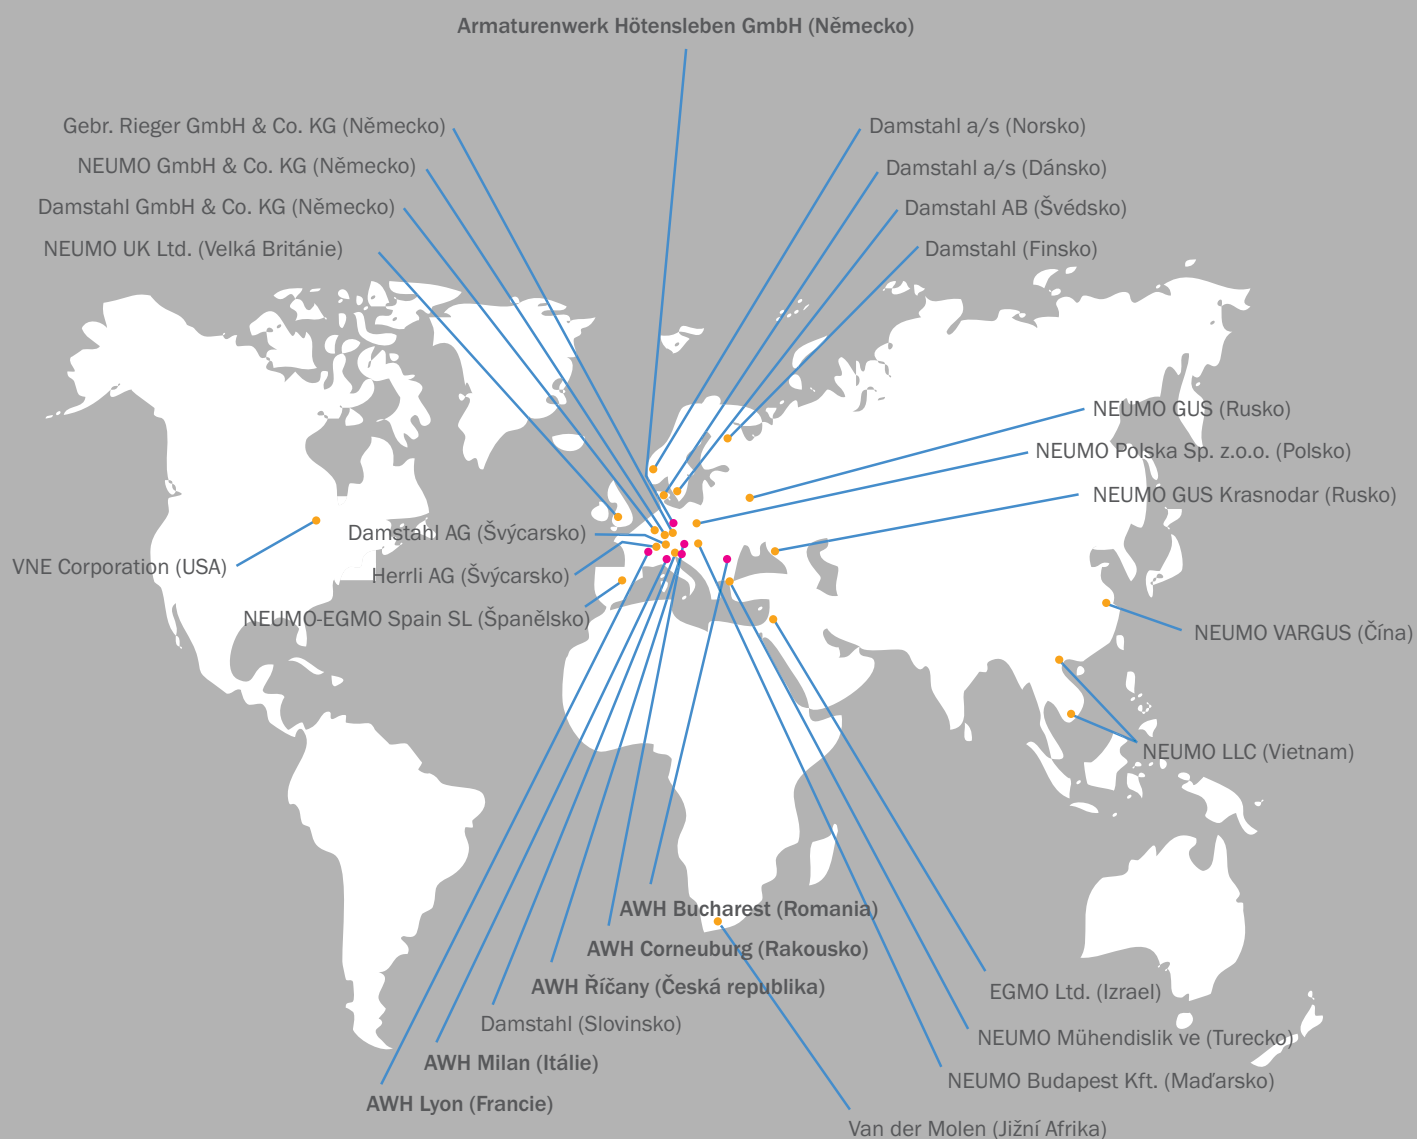 Armaturenwerk Hötensleben GmbH (Německo)
Gebr. Rieger GmbH & Co. KG (Německo)
NEUMO GmbH & Co. KG (Německo)
Damstahl GmbH & Co. KG (Německo)
NEUMO UK Ltd. (Velká Británie)
Damstahl a/s (Norsko)
Damstahl a/s (Dánsko)
Damstahl AB (Švédsko)
Damstahl (Finsko)
NEUMO GUS (Rusko)
NEUMO Polska Sp. z.o.o. (Polsko)
NEUMO GUS Krasnodar (Rusko)
Damstahl AG (Švýcarsko)
VNE Corporation (USA)
Herrli AG (Švýcarsko)
NEUMO-EGMO Spain SL (Španělsko)
NEUMO VARGUS (Čína)
NEUMO LLC (Vietnam)
AWH Bucharest (Romania)
AWH Corneuburg (Rakousko)
AWH Říčany (Česká republika)
Damstahl (Slovinsko)
AWH Milan (Itálie)
AWH Lyon (Francie)
EGMO Ltd. (Izrael)
NEUMO Mühendislik ve (Turecko)
NEUMO Budapest Kft. (Maďarsko)
Van der Molen (Jižní Afrika)